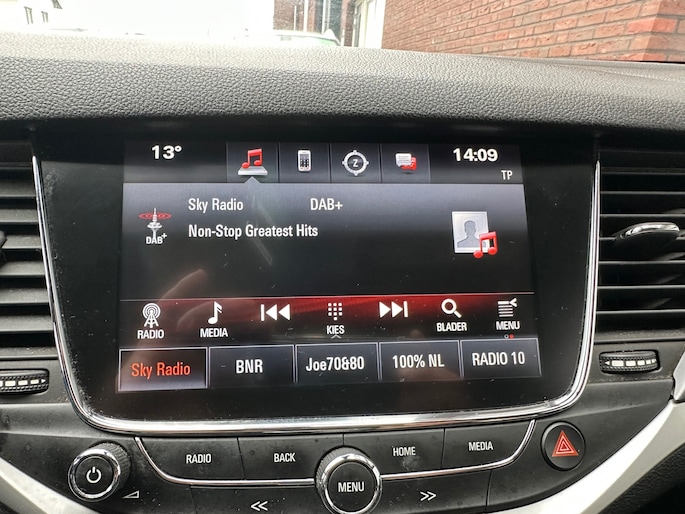 13°
Z
14:09
TP
Sky Radio DAB+
DAB+ Non-Stop Greatest Hits
RADIO MEDIA KIES BLADER MENU
Sky Radio BNR Joe70&80 100% NL RADIO 10
RADIO BACK HOME MEDIA
MENU